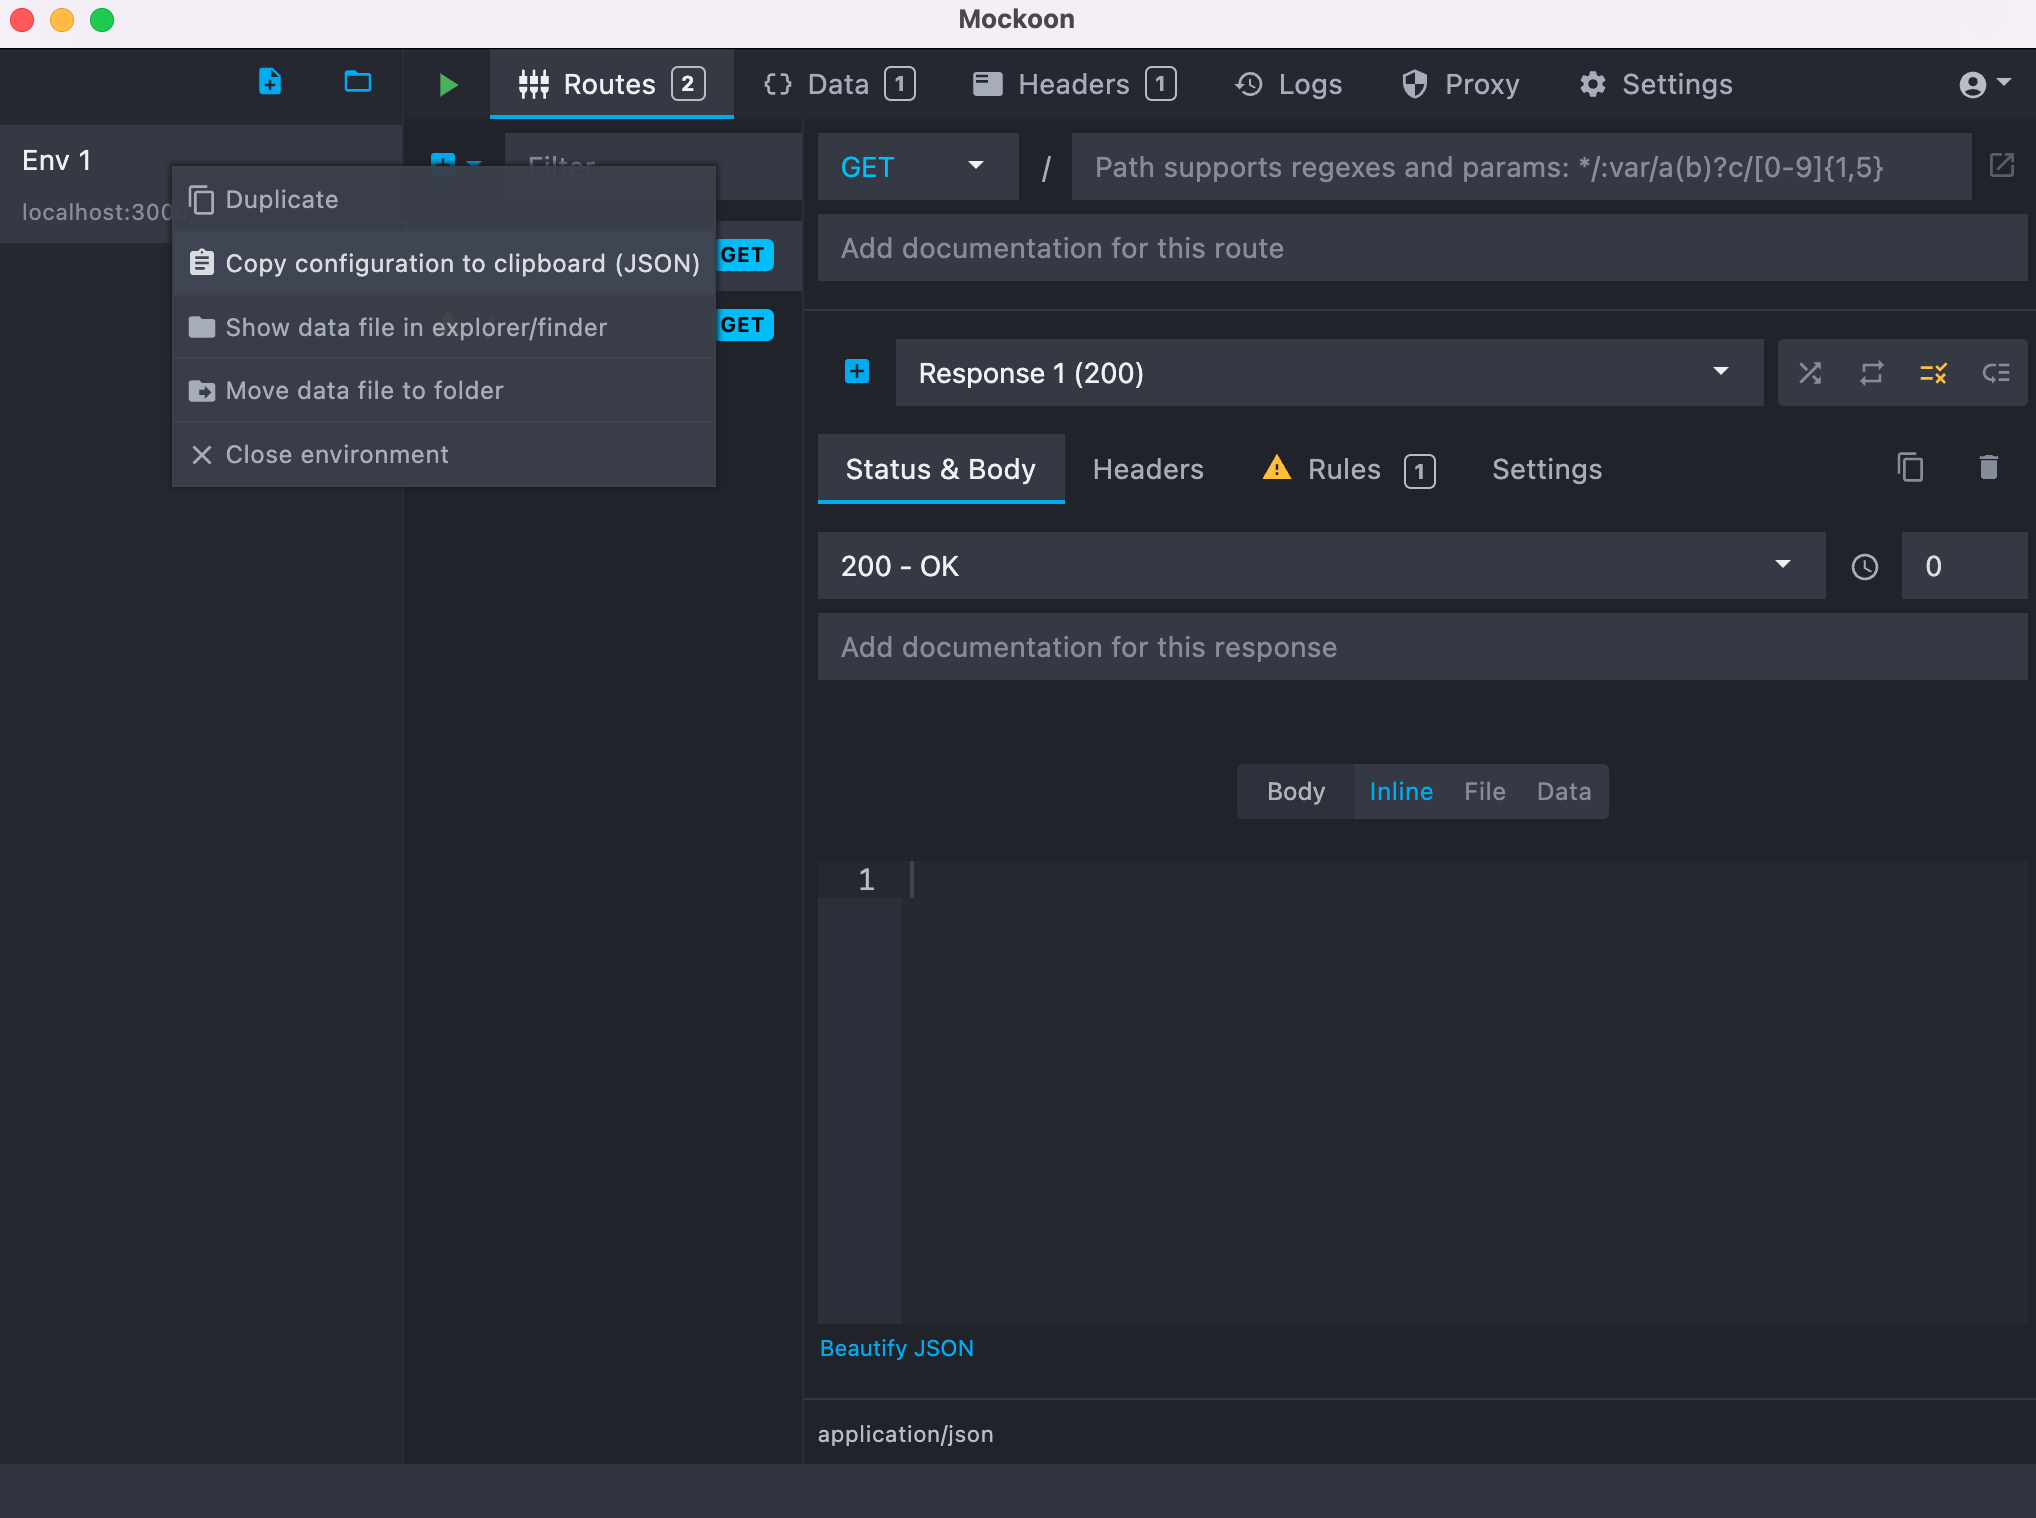 Mockoon
Routes 2
Data 1
Headers 1
Logs
Proxy
Settings
Env 1
localhost:3000
Filter
Duplicate
Copy configuration to clipboard (JSON)
Show data file in explorer/finder
Move data file to folder
Close environment
GET
GET
GET
/
Path supports regexes and params: */:var/a(b)?c/[0-9]{1,5}
Add documentation for this route
Response 1 (200)
Status & Body
Headers
Rules 1
Settings
200 - OK
0
Add documentation for this response
Body
Inline
File
Data
1
Beautify JSON
application/json